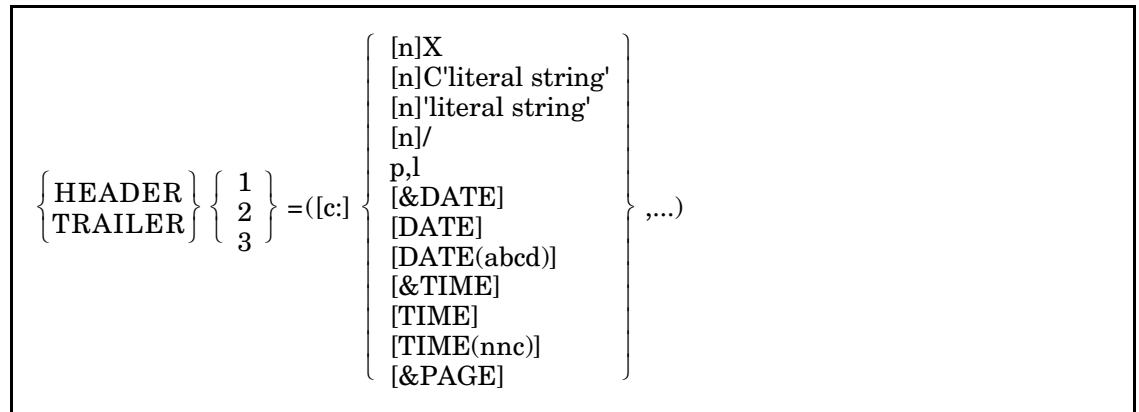 [n]X
[n]C'literal string'
[n]'literal string'
[n]/
p,l
HEADER 1 [&DATE]
TRAILER 2 =([c:] [DATE] ,...)
3 [DATE(abcd)]
[&TIME]
[TIME]
[TIME(nnc)]
[&PAGE]